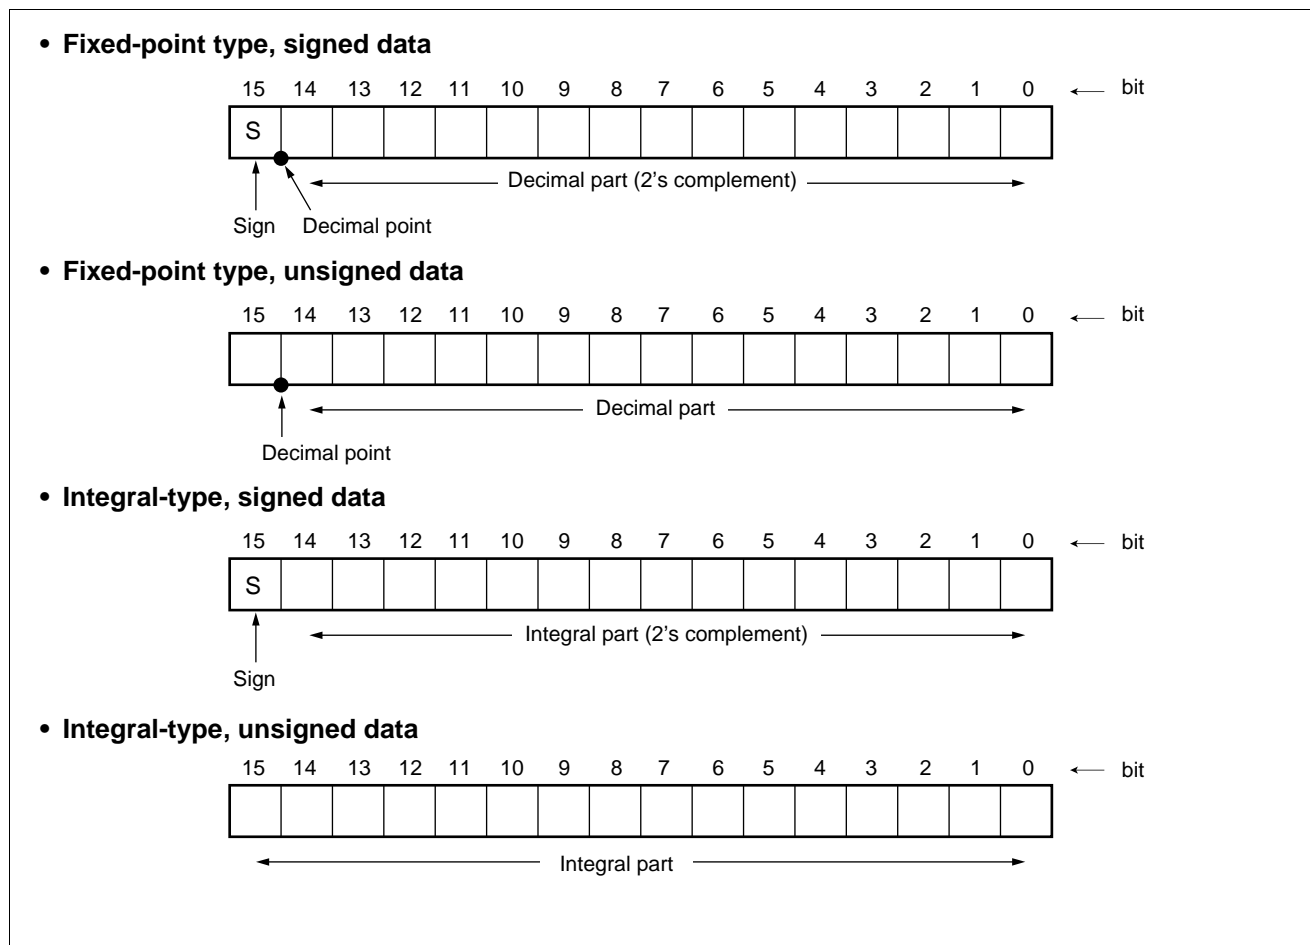 • Fixed-point type, signed data
15 14 13 12 11 10 9 8 7 6 5 4 3 2 1 0 bit
S
Decimal part (2’s complement)
Sign Decimal point
• Fixed-point type, unsigned data
15 14 13 12 11 10 9 8 7 6 5 4 3 2 1 0 bit
Decimal part
Decimal point
• Integral-type, signed data
15 14 13 12 11 10 9 8 7 6 5 4 3 2 1 0 bit
S
Integral part (2’s complement)
Sign
• Integral-type, unsigned data
15 14 13 12 11 10 9 8 7 6 5 4 3 2 1 0 bit
Integral part